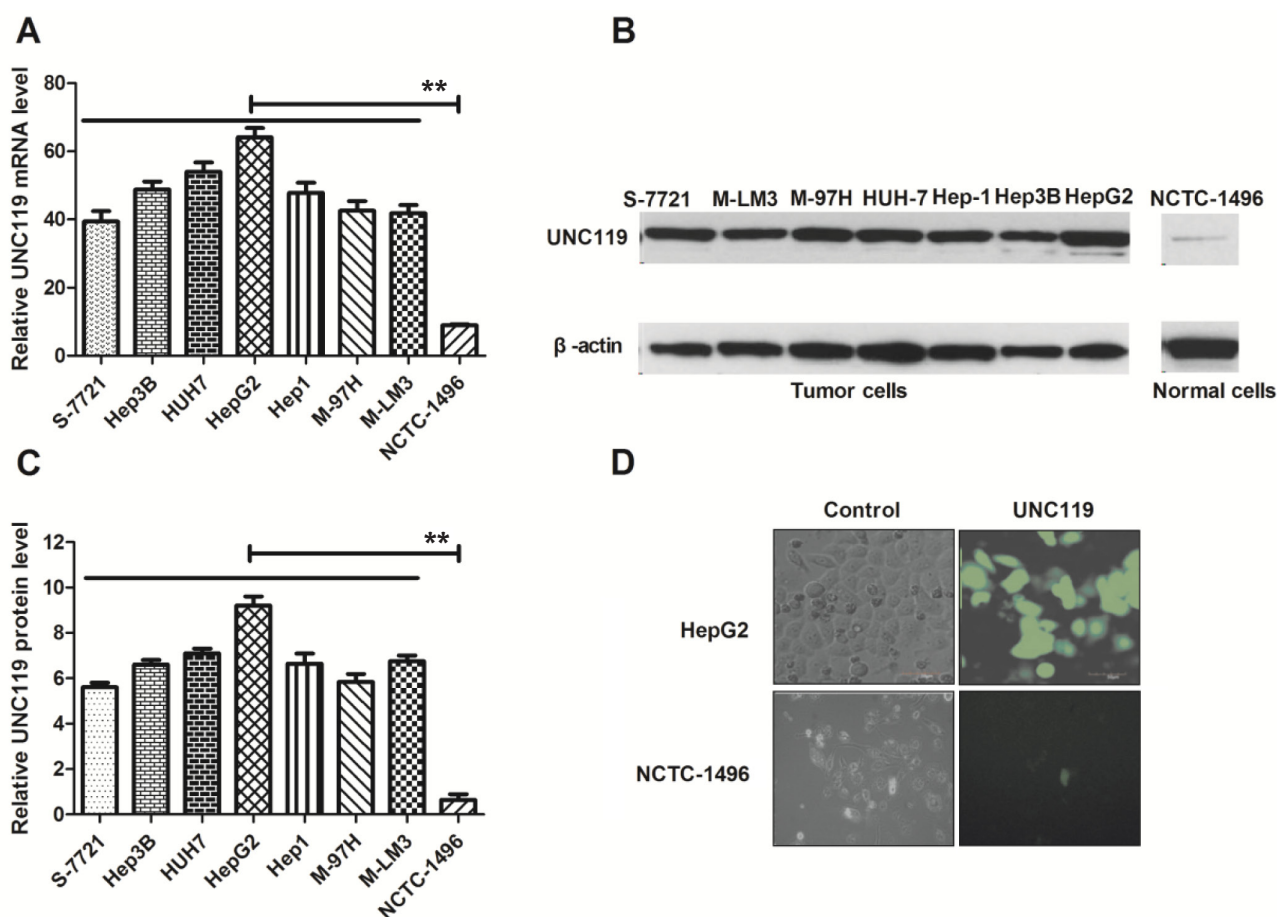 A
Relative UNC119 mRNA level
80
60
40
20
0
**
S-7721
Hep3B
HUH7
HepG2
Hep1
M-97H
M-LM3
NCTC-1496
B
S-7721 M-LM3 M-97H HUH-7 Hep-1 Hep3B HepG2 NCTC-1496
UNC119
β -actin
Tumor cells Normal cells
C
Relative UNC119 protein level
12
10
8
6
4
2
0
**
S-7721
Hep3B
HUH7
HepG2
Hep1
M-97H
M-LM3
NCTC-1496
D
Control UNC119
HepG2
NCTC-1496